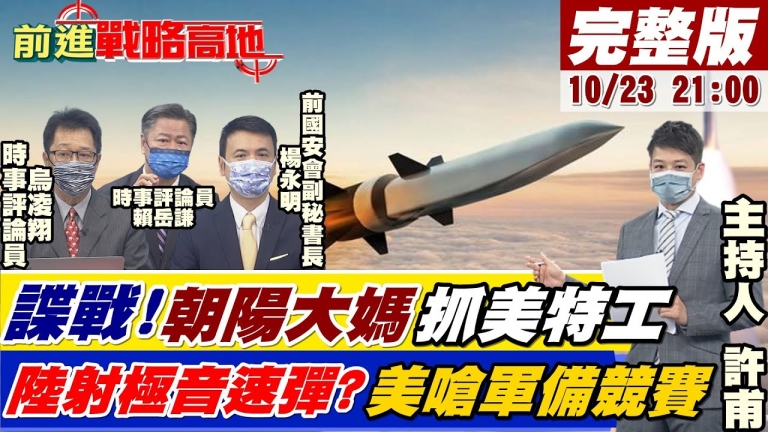 前進戰略高地
完整版
10/23 21:00
時事評論員
烏凌翔
時事評論員
賴岳謙
前國安會副秘書長
楊永明
主持人 許甫
諜戰!朝陽大媽抓美特工
陸射極音速彈?美嗆軍備競賽